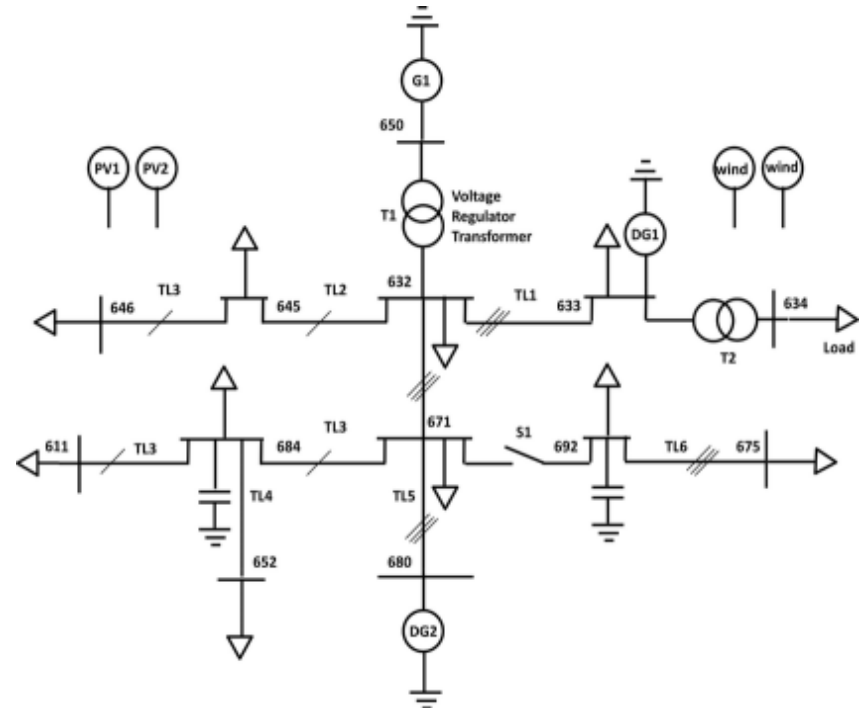 G1
650
PV1
PV2
wind
wind
T1
Voltage
Regulator
Transformer
DG1
646
TL3
645
TL2
632
TL1
633
634
T2
Load
611
TL3
684
TL3
671
S1
692
TL6
675
TL4
TL5
652
680
DG2